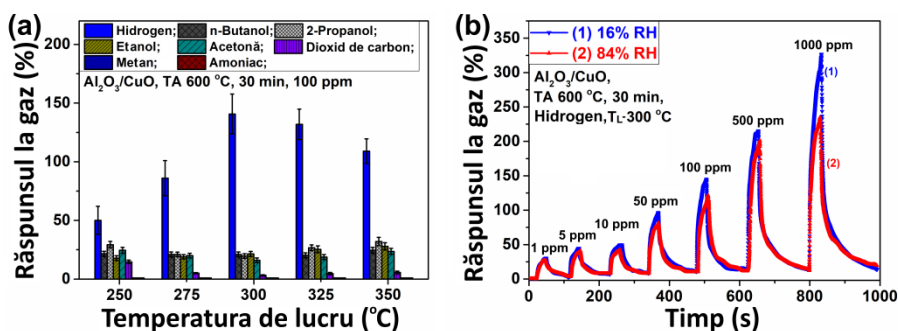 (a)
Hidrogen; n-Butanol; 2-Propanol;
Etanol; Acetonă; Dioxid de carbon;
Metan; Amoniac;
Al₂O₃/CuO, TA 600 °C, 30 min, 100 ppm
Răspunsul la gaz (%)
200
150
100
50
0
250 275 300 325 350
Temperatura de lucru (°C)
(b)
(1) 16% RH
(2) 84% RH
Al₂O₃/CuO,
TA 600 °C, 30 min,
Hidrogen,T_L-300 °C
1000 ppm
(1)
500 ppm
(2)
100 ppm
50 ppm
10 ppm
5 ppm
1 ppm
Răspunsul la gaz (%)
350
300
250
200
150
100
50
0
0 200 400 600 800 1000
Timp (s)